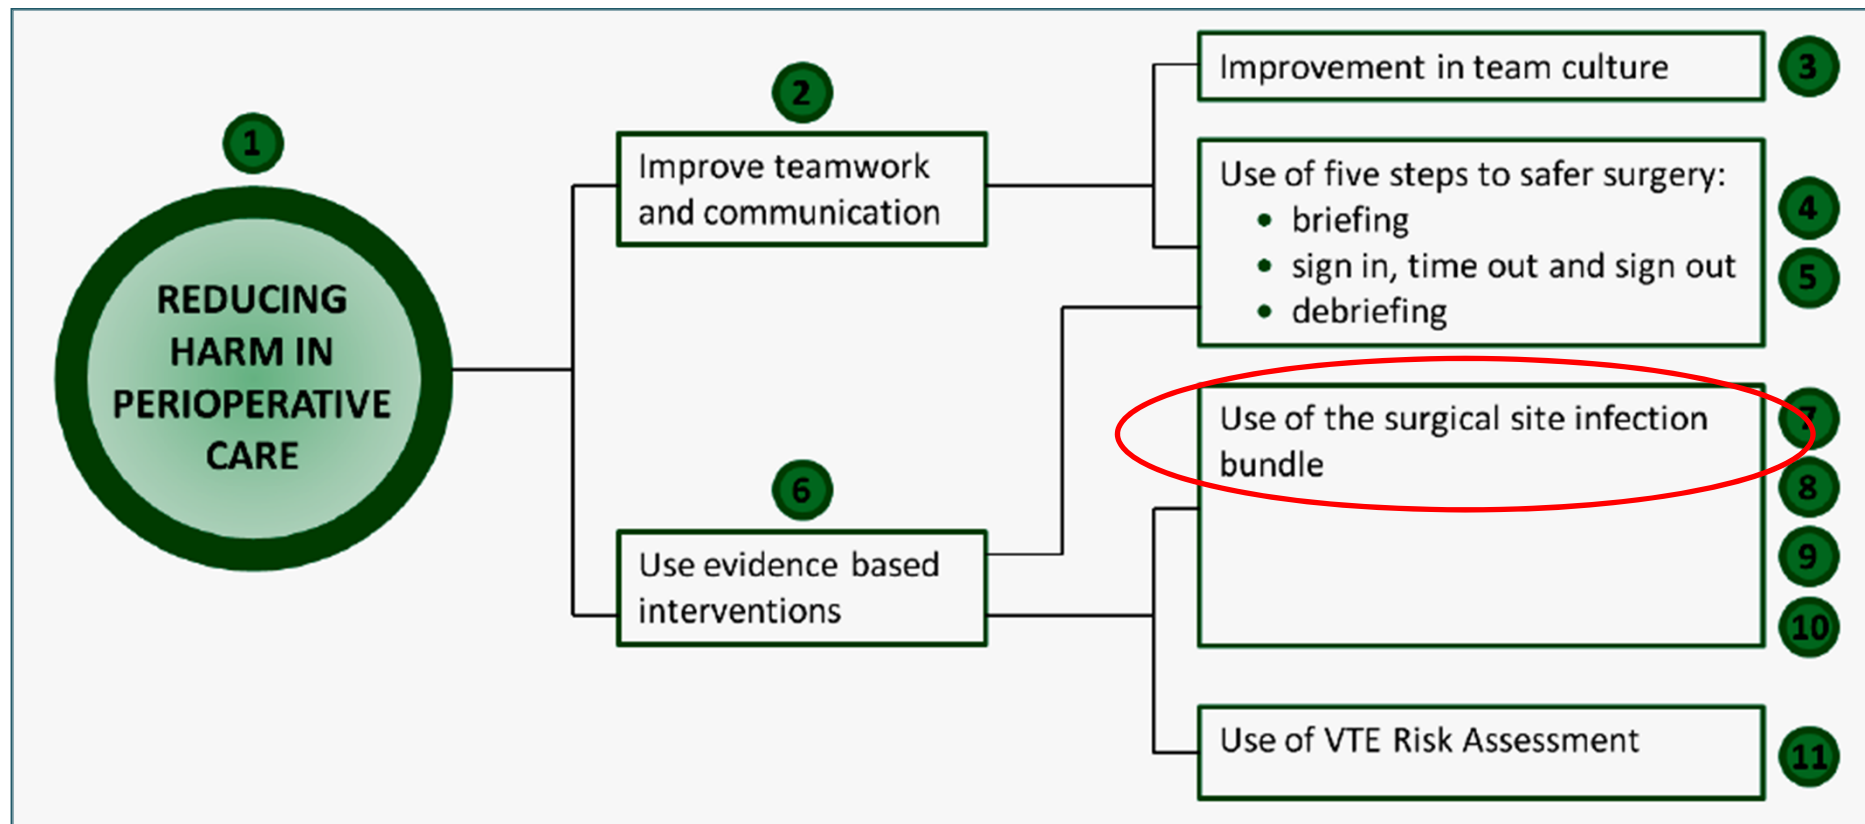 1
REDUCING
HARM IN
PERIOPERATIVE
CARE
2
Improve teamwork
and communication
6
Use evidence based
interventions
Improvement in team culture
3
Use of five steps to safer surgery:
• briefing
• sign in, time out and sign out
• debriefing
4
5
Use of the surgical site infection
bundle
7
8
9
10
Use of VTE Risk Assessment
11